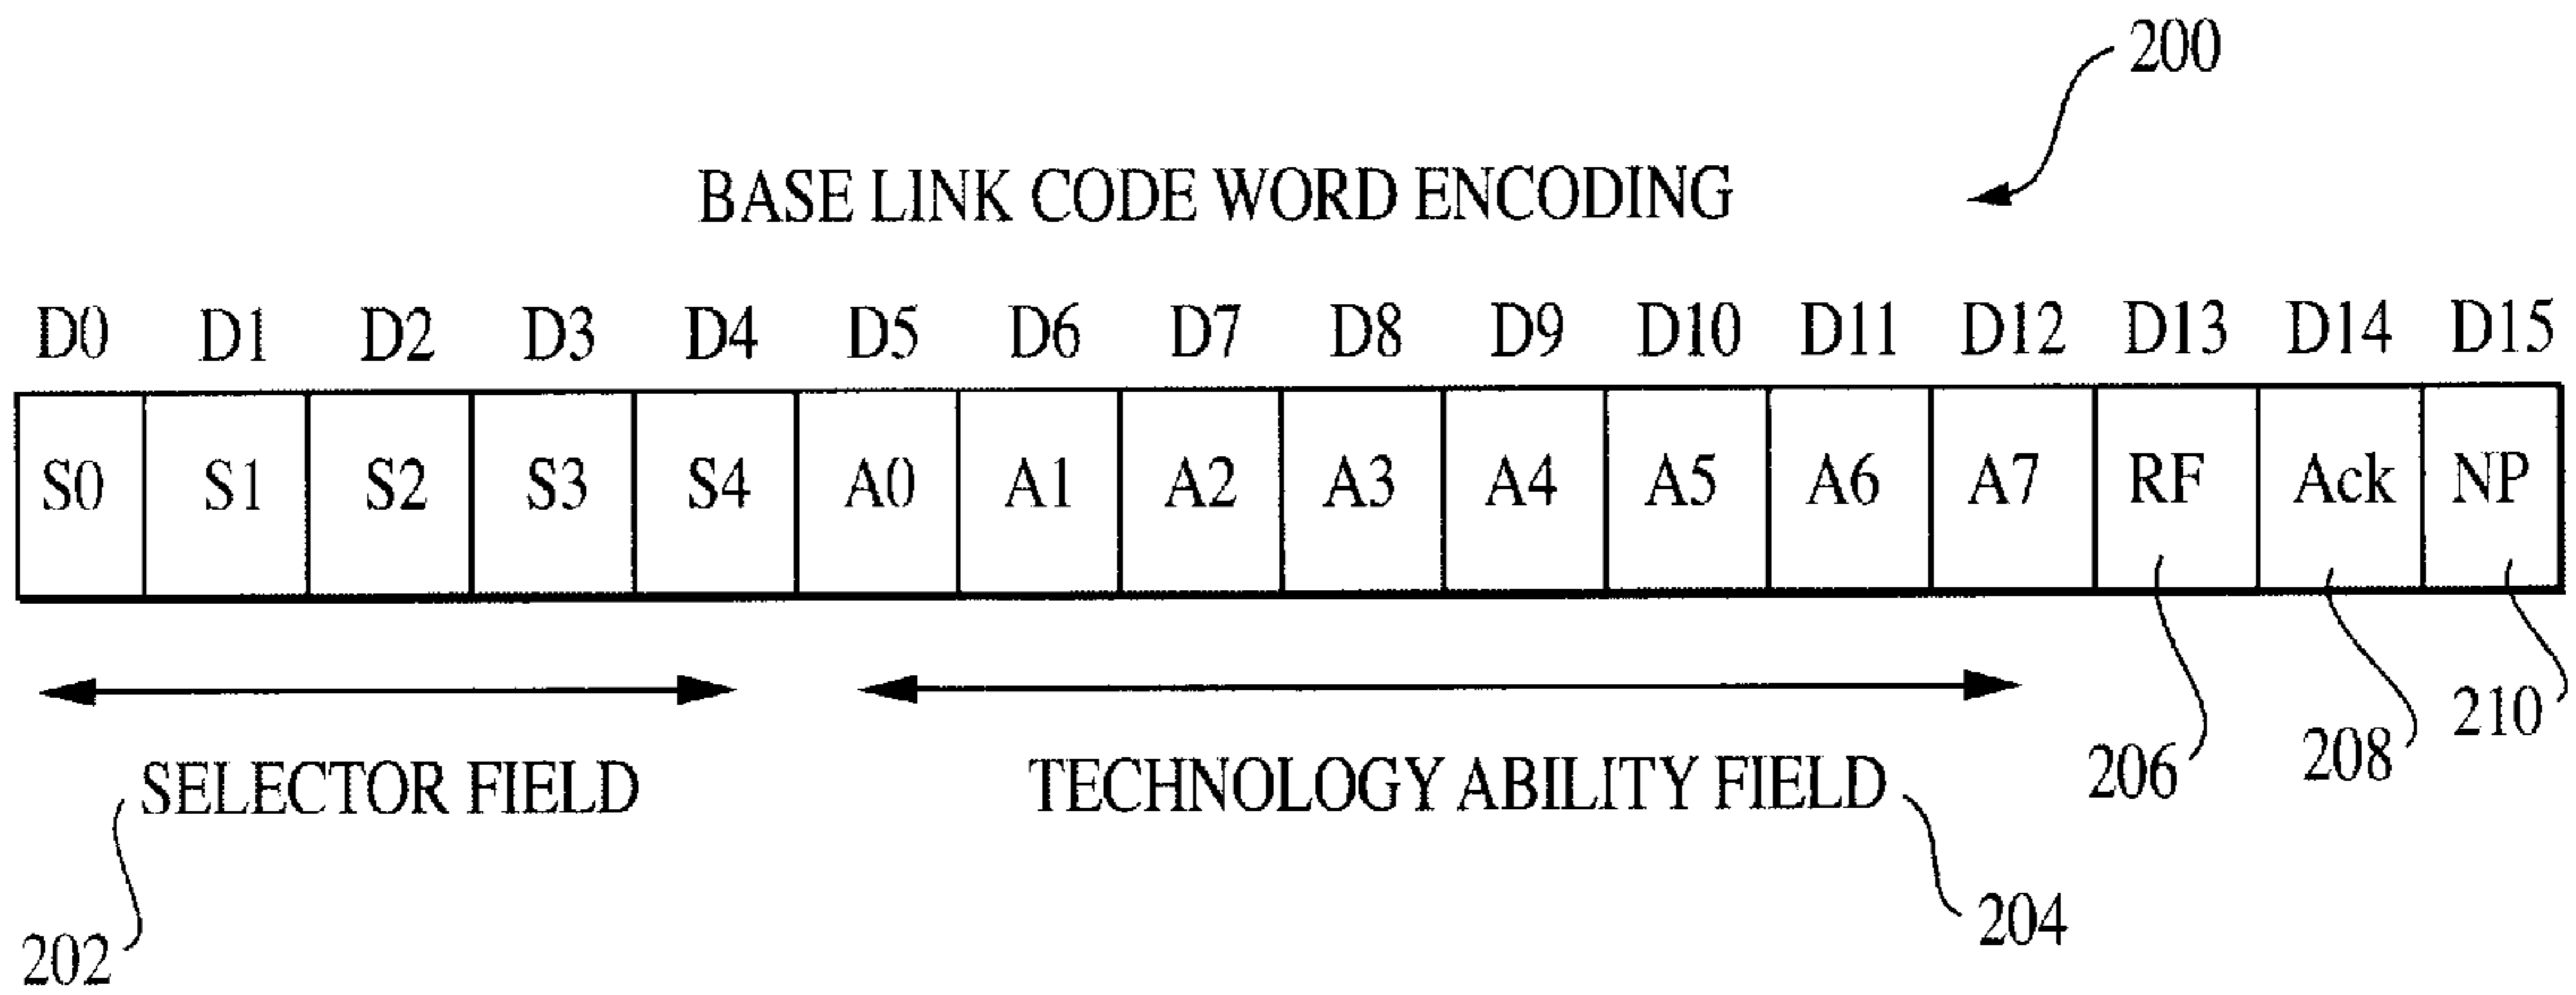 200
BASE LINK CODE WORD ENCODING
D0 D1 D2 D3 D4 D5 D6 D7 D8 D9 D10 D11 D12 D13 D14 D15
S0 S1 S2 S3 S4 A0 A1 A2 A3 A4 A5 A6 A7 RF Ack NP
SELECTOR FIELD TECHNOLOGY ABILITY FIELD 206 208 210
202 204